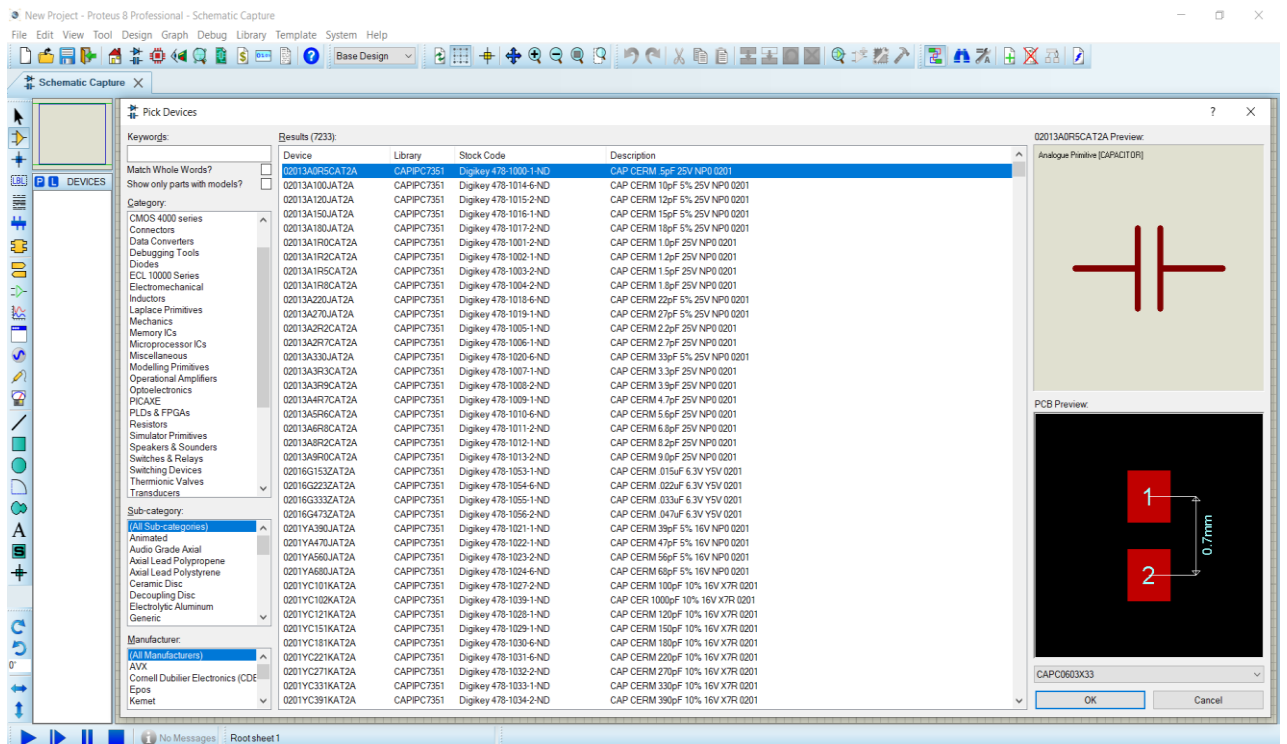 New Project - Proteus 8 Professional - Schematic Capture
File Edit View Tool Design Graph Debug Library Template System Help
Base Design
Schematic Capture
Pick Devices
Keywords:
Match Whole Words?
Show only parts with models?
P L DEVICES
Category:
CMOS 4000 series
Connectors
Data Converters
Debugging Tools
Diodes
ECL 10000 Series
Electromechanical
Inductors
Laplace Primitives
Mechanics
Memory ICs
Microprocessor ICs
Miscellaneous
Modelling Primitives
Operational Amplifiers
Optoelectronics
PICAXE
PLDs & FPGAs
Resistors
Simulator Primitives
Speakers & Sounders
Switches & Relays
Switching Devices
Thermionic Valves
Transducers
Sub-category:
(All Sub-categories)
Animated
Audio Grade Axial
Axial Lead Polypropene
Axial Lead Polystyrene
Ceramic Disc
Decoupling Disc
Electrolytic Aluminum
Generic
Manufacturer:
(All Manufacturers)
AVX
Cornell Dubilier Electronics (CDE
Epos
Kemet
Results (7233):
Device Library Stock Code Description
02013A0R5CAT2A CAPIPC7351 Digikey 478-1000-1-ND CAP CERM .5pF 25V NP0 0201
02013A100JAT2A CAPIPC7351 Digikey 478-1014-6-ND CAP CERM 10pF 5% 25V NP0 0201
02013A120JAT2A CAPIPC7351 Digikey 478-1015-2-ND CAP CERM 12pF 5% 25V NP0 0201
02013A150JAT2A CAPIPC7351 Digikey 478-1016-1-ND CAP CERM 15pF 5% 25V NP0 0201
02013A180JAT2A CAPIPC7351 Digikey 478-1017-2-ND CAP CERM 18pF 5% 25V NP0 0201
02013A1R0CAT2A CAPIPC7351 Digikey 478-1001-2-ND CAP CERM 1.0pF 25V NP0 0201
02013A1R2CAT2A CAPIPC7351 Digikey 478-1002-1-ND CAP CERM 1.2pF 25V NP0 0201
02013A1R5CAT2A CAPIPC7351 Digikey 478-1003-2-ND CAP CERM 1.5pF 25V NP0 0201
02013A1R8CAT2A CAPIPC7351 Digikey 478-1004-2-ND CAP CERM 1.8pF 25V NP0 0201
02013A220JAT2A CAPIPC7351 Digikey 478-1018-6-ND CAP CERM 22pF 5% 25V NP0 0201
02013A270JAT2A CAPIPC7351 Digikey 478-1019-1-ND CAP CERM 27pF 5% 25V NP0 0201
02013A2R2CAT2A CAPIPC7351 Digikey 478-1005-1-ND CAP CERM 2.2pF 25V NP0 0201
02013A2R7CAT2A CAPIPC7351 Digikey 478-1006-1-ND CAP CERM 2.7pF 25V NP0 0201
02013A330JAT2A CAPIPC7351 Digikey 478-1020-6-ND CAP CERM 33pF 5% 25V NP0 0201
02013A3R3CAT2A CAPIPC7351 Digikey 478-1007-1-ND CAP CERM 3.3pF 25V NP0 0201
02013A3R9CAT2A CAPIPC7351 Digikey 478-1008-2-ND CAP CERM 3.9pF 25V NP0 0201
02013A4R7CAT2A CAPIPC7351 Digikey 478-1009-1-ND CAP CERM 4.7pF 25V NP0 0201
02013A5R6CAT2A CAPIPC7351 Digikey 478-1010-6-ND CAP CERM 5.6pF 25V NP0 0201
02013A6R8CAT2A CAPIPC7351 Digikey 478-1011-2-ND CAP CERM 6.8pF 25V NP0 0201
02013A8R2CAT2A CAPIPC7351 Digikey 478-1012-1-ND CAP CERM 8.2pF 25V NP0 0201
02013A9R0CAT2A CAPIPC7351 Digikey 478-1013-2-ND CAP CERM 9.0pF 25V NP0 0201
02016G153ZAT2A CAPIPC7351 Digikey 478-1053-1-ND CAP CERM .015uF 6.3V Y5V 0201
02016G223ZAT2A CAPIPC7351 Digikey 478-1054-6-ND CAP CERM .022uF 6.3V Y5V 0201
02016G333ZAT2A CAPIPC7351 Digikey 478-1055-1-ND CAP CERM .033uF 6.3V Y5V 0201
02016G473ZAT2A CAPIPC7351 Digikey 478-1056-2-ND CAP CERM .047uF 6.3V Y5V 0201
0201YA390JAT2A CAPIPC7351 Digikey 478-1021-1-ND CAP CERM 39pF 5% 16V NP0 0201
0201YA470JAT2A CAPIPC7351 Digikey 478-1022-1-ND CAP CERM 47pF 5% 16V NP0 0201
0201YA560JAT2A CAPIPC7351 Digikey 478-1023-2-ND CAP CERM 56pF 5% 16V NP0 0201
0201YA680JAT2A CAPIPC7351 Digikey 478-1024-6-ND CAP CERM 68pF 5% 16V NP0 0201
0201YC101KAT2A CAPIPC7351 Digikey 478-1027-2-ND CAP CERM 100pF 10% 16V X7R 0201
0201YC102KAT2A CAPIPC7351 Digikey 478-1039-1-ND CAP CER 1000pF 10% 16V X7R 0201
0201YC121KAT2A CAPIPC7351 Digikey 478-1028-1-ND CAP CERM 120pF 10% 16V X7R 0201
0201YC151KAT2A CAPIPC7351 Digikey 478-1029-1-ND CAP CERM 150pF 10% 16V X7R 0201
0201YC181KAT2A CAPIPC7351 Digikey 478-1030-6-ND CAP CERM 180pF 10% 16V X7R 0201
0201YC221KAT2A CAPIPC7351 Digikey 478-1031-6-ND CAP CERM 220pF 10% 16V X7R 0201
0201YC271KAT2A CAPIPC7351 Digikey 478-1032-2-ND CAP CERM 270pF 10% 16V X7R 0201
0201YC331KAT2A CAPIPC7351 Digikey 478-1033-1-ND CAP CERM 330pF 10% 16V X7R 0201
0201YC391KAT2A CAPIPC7351 Digikey 478-1034-2-ND CAP CERM 390pF 10% 16V X7R 0201
02013A0R5CAT2A Preview:
Analogue Primitive [CAPACITOR]
PCB Preview:
1
2
0.7mm
CAPC0603X33
OK Cancel
LBL
A
S
0°
No Messages Root sheet 1